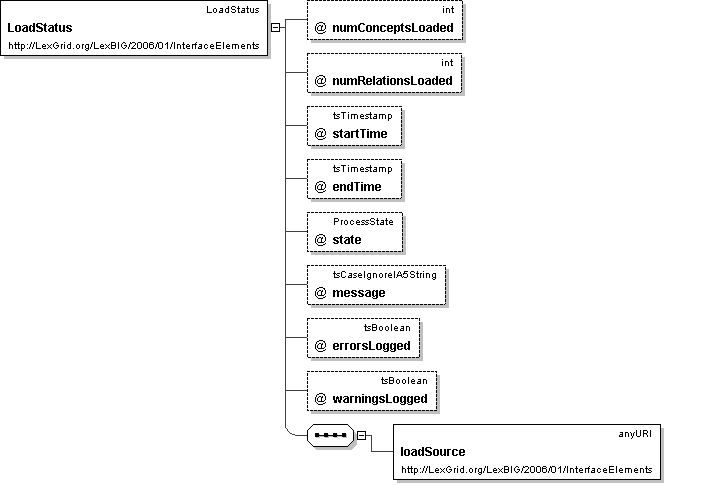 LoadStatus
LoadStatus
http://LexGrid.org/LexBIG/2006/01/InterfaceElements
int
@ numConceptsLoaded
int
@ numRelationsLoaded
tsTimestamp
@ startTime
tsTimestamp
@ endTime
ProcessState
@ state
tsCaseIgnoreIA5String
@ message
tsBoolean
@ errorsLogged
tsBoolean
@ warningsLogged
anyURI
loadSource
http://LexGrid.org/LexBIG/2006/01/InterfaceElements